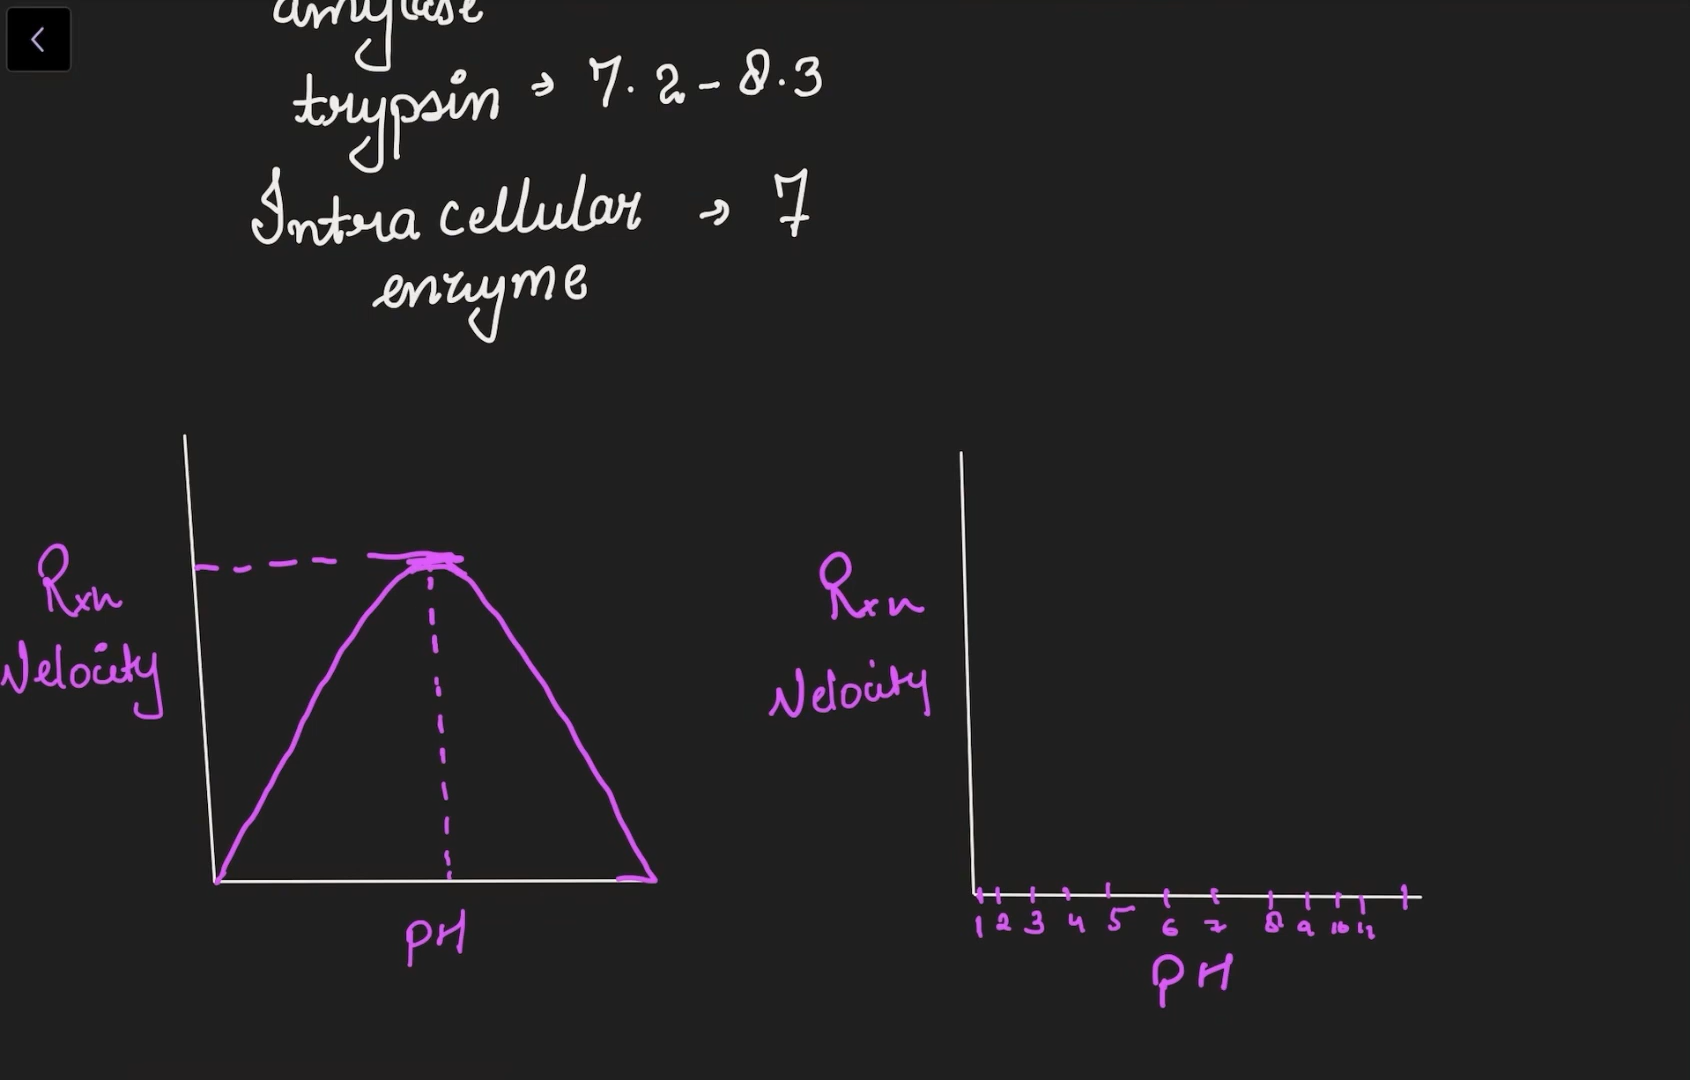 amylase
trypsin → 7.2 - 8.3
Intra cellular → 7
enzyme
Rxn
Velocity
PH
Rxn
Velocity
1 2 3 4 5 6 7 8 9 10 11
PH